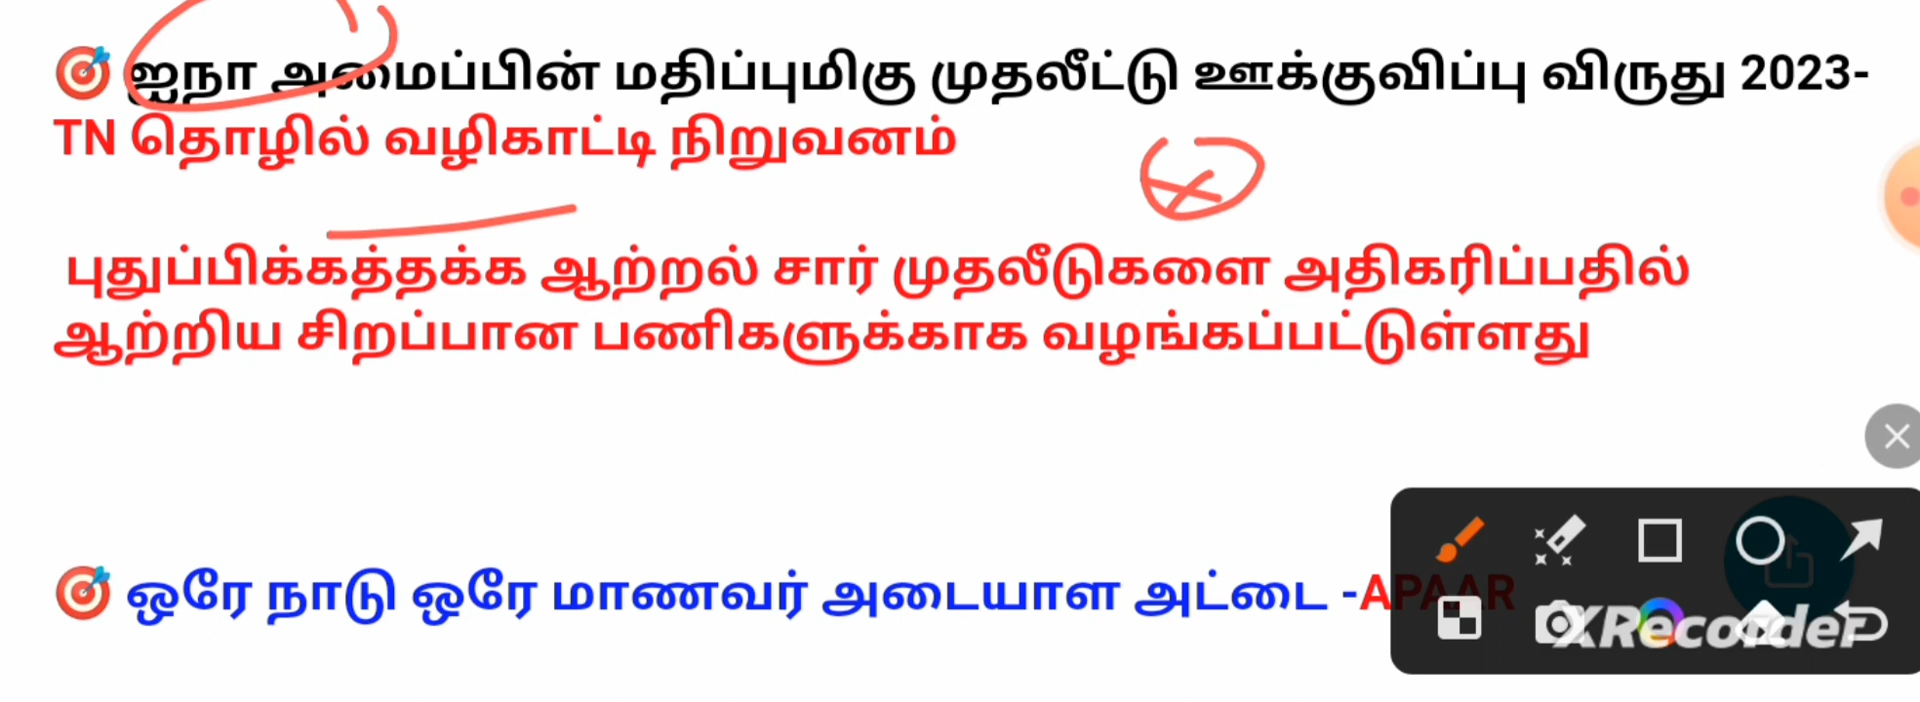 🎯 ஐநா அமைப்பின் மதிப்புமிகு முதலீட்டு ஊக்குவிப்பு விருது 2023-
TN தொழில் வழிகாட்டி நிறுவனம்
புதுப்பிக்கத்தக்க ஆற்றல் சார் முதலீடுகளை அதிகரிப்பதில்
ஆற்றிய சிறப்பான பணிகளுக்காக வழங்கப்பட்டுள்ளது
🎯 ஒரே நாடு ஒரே மாணவர் அடையாள அட்டை -APAAR
XRecorder